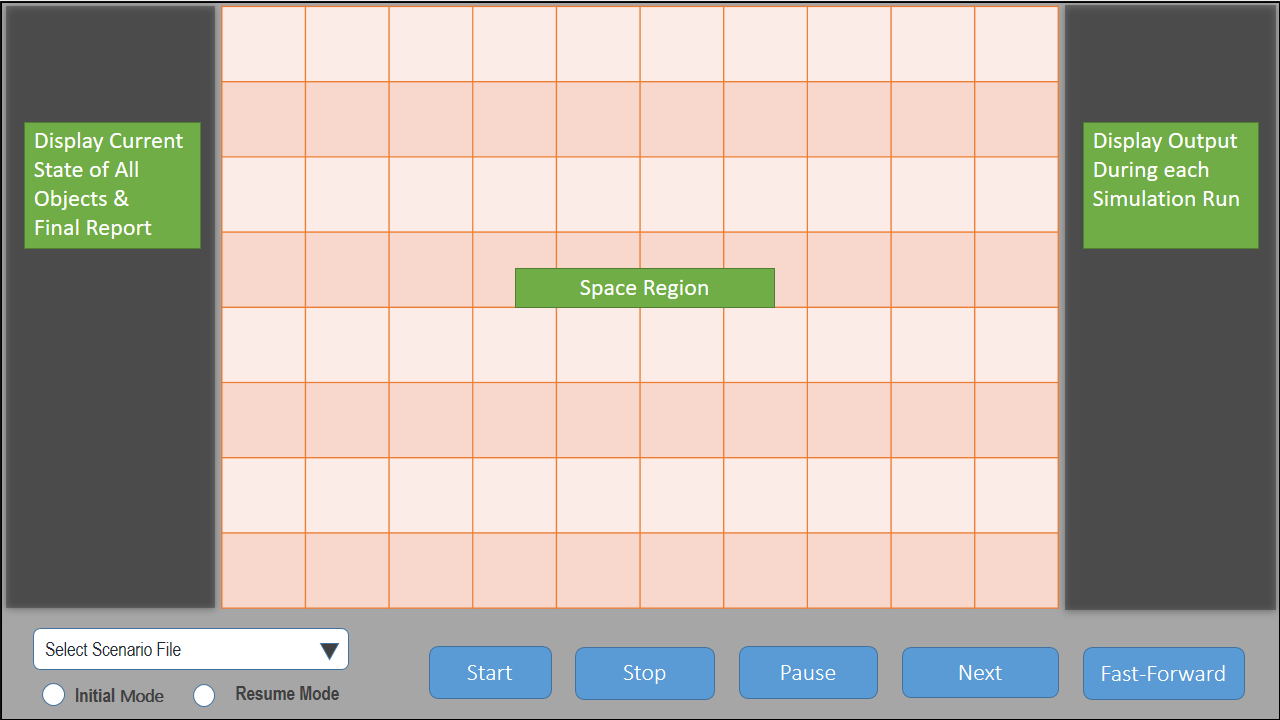 Display Current
State of All
Objects &
Final Report
Space Region
Display Output
During each
Simulation Run
Select Scenario File
Initial Mode
Resume Mode
Start
Stop
Pause
Next
Fast-Forward